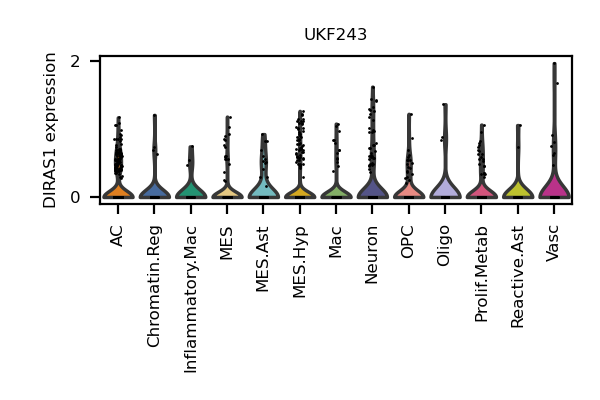 UKF243
DIRAS1 expression
2
0
AC
Chromatin.Reg
Inflammatory.Mac
MES
MES.Ast
MES.Hyp
Mac
Neuron
OPC
Oligo
Prolif.Metab
Reactive.Ast
Vasc